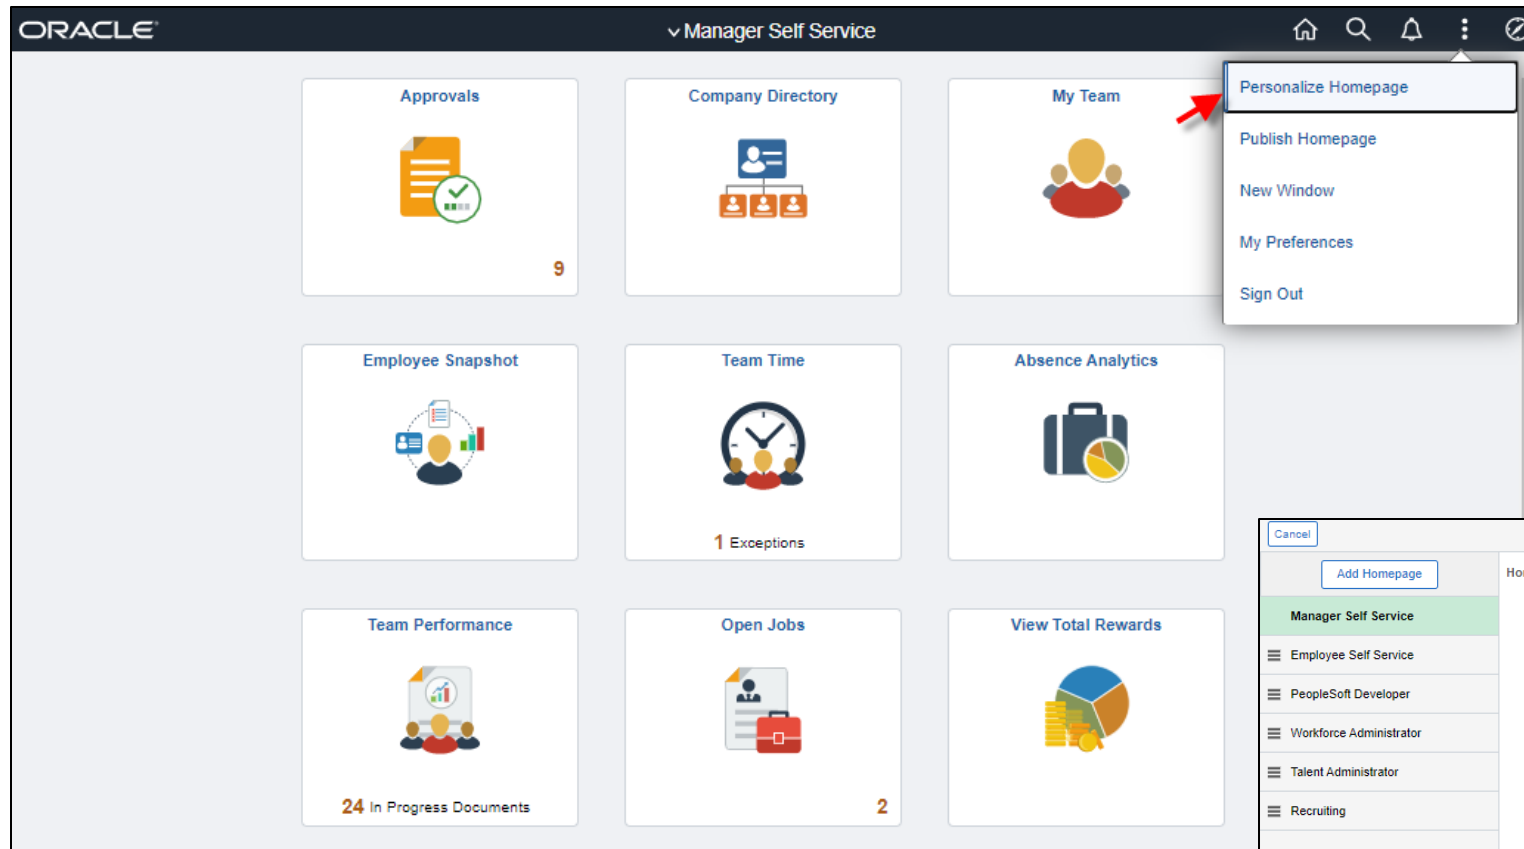 ORACLE
Manager Self Service
Approvals
9
Company Directory
My Team
Personalize Homepage
Publish Homepage
New Window
My Preferences
Sign Out
Employee Snapshot
Team Time
1 Exceptions
Absence Analytics
Team Performance
24 In Progress Documents
Open Jobs
2
View Total Rewards
Cancel
Add Homepage
Manager Self Service
Employee Self Service
PeopleSoft Developer
Workforce Administrator
Talent Administrator
Recruiting